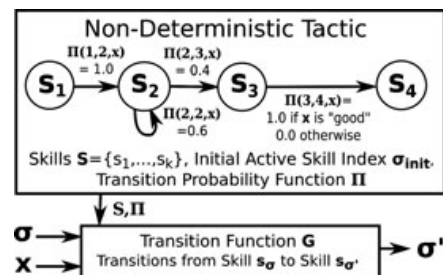 Non-Deterministic Tactic
Π(1,2,x)
= 1.0
Π(2,3,x)
= 0.4
S1
S2
S3
S4
Π(2,2,x)
=0.6
Π(3,4,x)=
1.0 if x is "good"
0.0 otherwise
Skills S={s1,...,sk}, Initial Active Skill Index σinit,
Transition Probability Function Π
S,Π
σ
x
Transition Function G
Transitions from Skill sσ to Skill sσ'
σ'